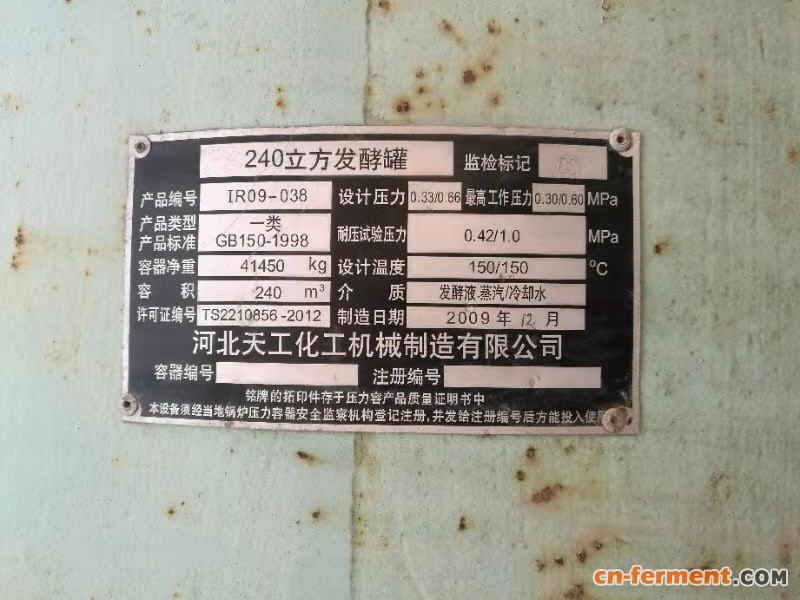 240立方发酵罐 监检标记 CS
产品编号 IR09-038 设计压力 0.33/0.66 最高工作压力 0.30/0.60 MPa
产品类型 一类
产品标准 GB150-1998 耐压试验压力 0.42/1.0 MPa
容器净重 41450 kg 设计温度 150/150 ℃
容积 240 m³ 介质 发酵液.蒸汽/冷却水
许可证编号 TS2210856-2012 制造日期 2009年12月
河北天工化工机械制造有限公司
容器编号 注册编号
铭牌的拓印件存于压力容产品质量证明书中
本设备须经当地锅炉压力容器安全监察机构登记注册,并发给注册编号后方能投入使用
cn-ferment.com